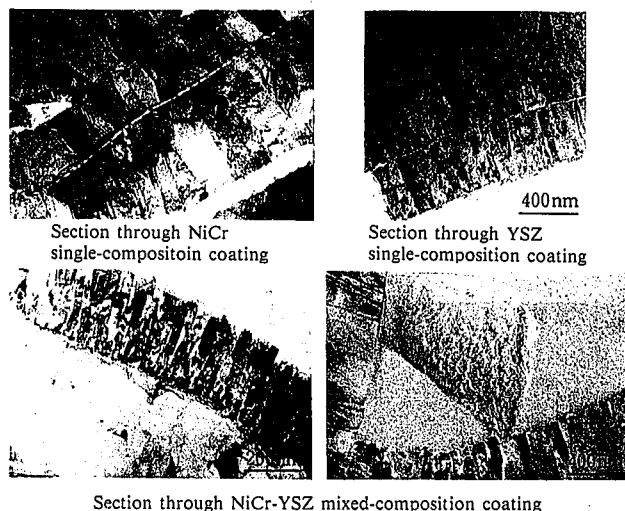 Section through NiCr
single-compositoin coating
400nm
Section through YSZ
single-composition coating
Section through NiCr-YSZ mixed-composition coating